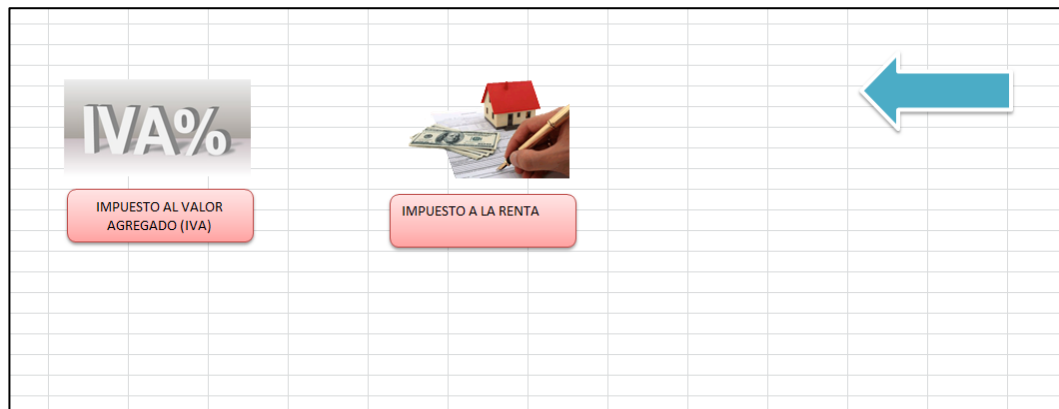 IVA%
IMPUESTO AL VALOR
AGREGADO (IVA)
IMPUESTO A LA RENTA